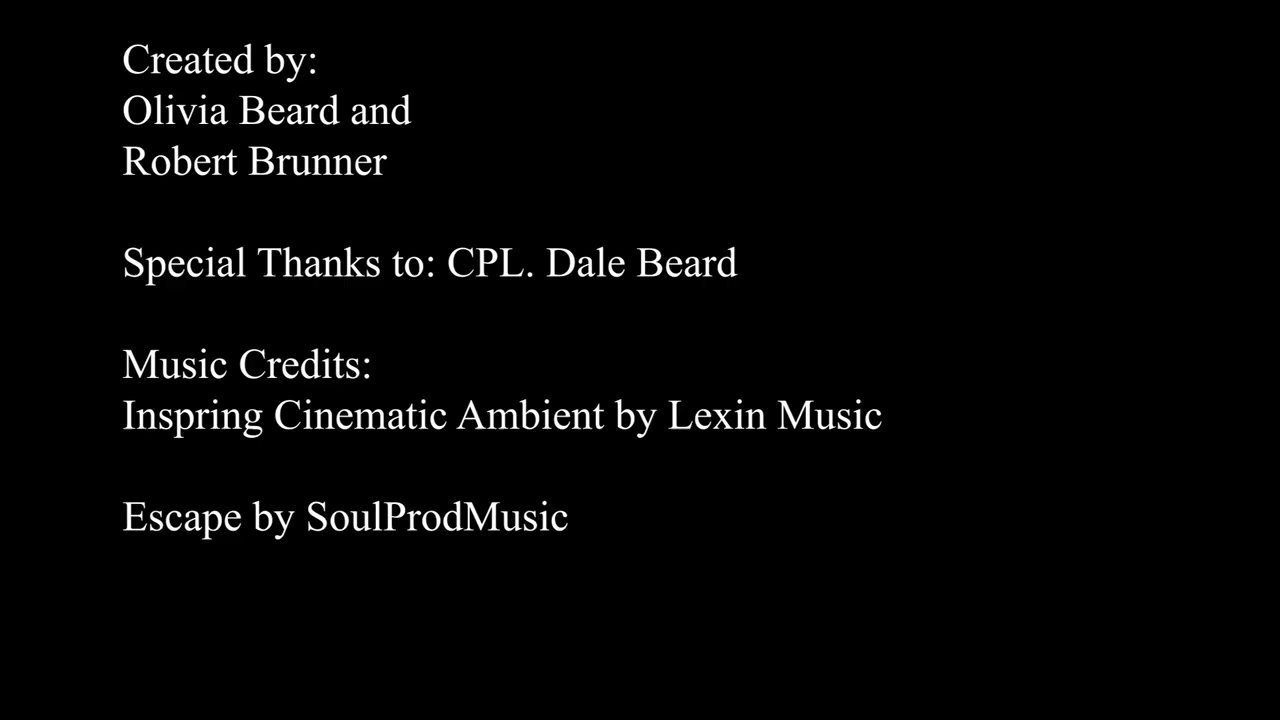 Created by:
Olivia Beard and
Robert Brunner
Special Thanks to: CPL. Dale Beard
Music Credits:
Inspring Cinematic Ambient by Lexin Music
Escape by SoulProdMusic